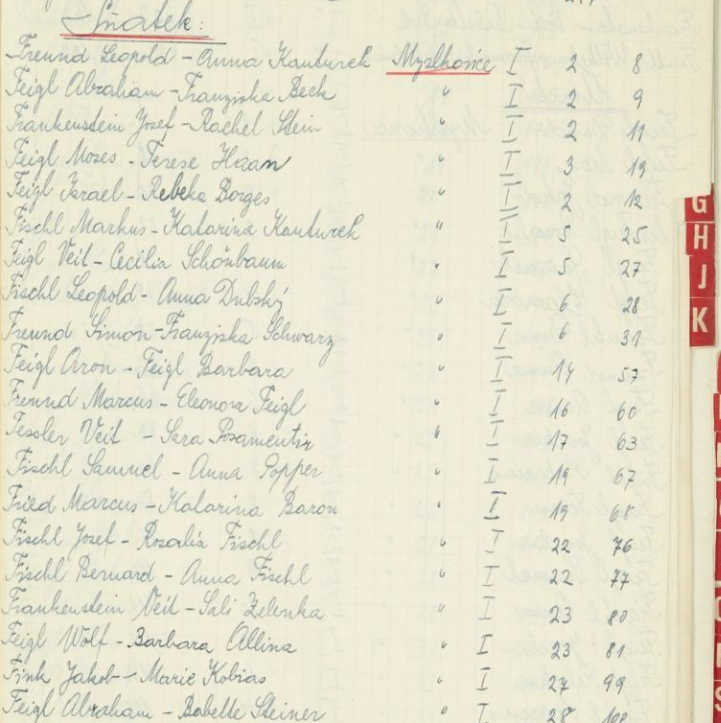 Sňatek:
Freund Leopold - Anna Kauturek Myslkovice I 2 8
Feigl Abraham - Franziska Beck " I 2 9
Frankenstein Josef - Rachel Stein " I 2 11
Feigl Moses - Terese Haan " I 3 19
Feigl Israel - Rebeka Borges " I 2 12
Fischl Markus - Katarina Kauturek " I 5 25
Feigl Veit - Cecilia Schönbaum " I 5 27
Fischl Leopold - Anna Dubský " I 6 28
Freund Simon - Franziska Schwarz " I 6 31
Feigl Aron - Feigl Barbara " I 14 57
Freund Marcus - Eleonora Feigl " I 16 60
Fessler Veit - Sara Posamentir " I 17 63
Fischl Samuel - Anna Popper " I 19 67
Fried Marcus - Katarina Baron " I 19 68
Fischl Josef - Rosalia Fischl " I 22 76
Fischl Bernard - Anna Fischl " I 22 77
Frankenstein Veit - Sali Zelenka " I 23 80
Feigl Wolf - Barbara Allina " I 23 81
Fink Jakob - Marie Kobias " I 27 99
Feigl Abraham - Babette Steiner " I 28 102
G
H
J
K